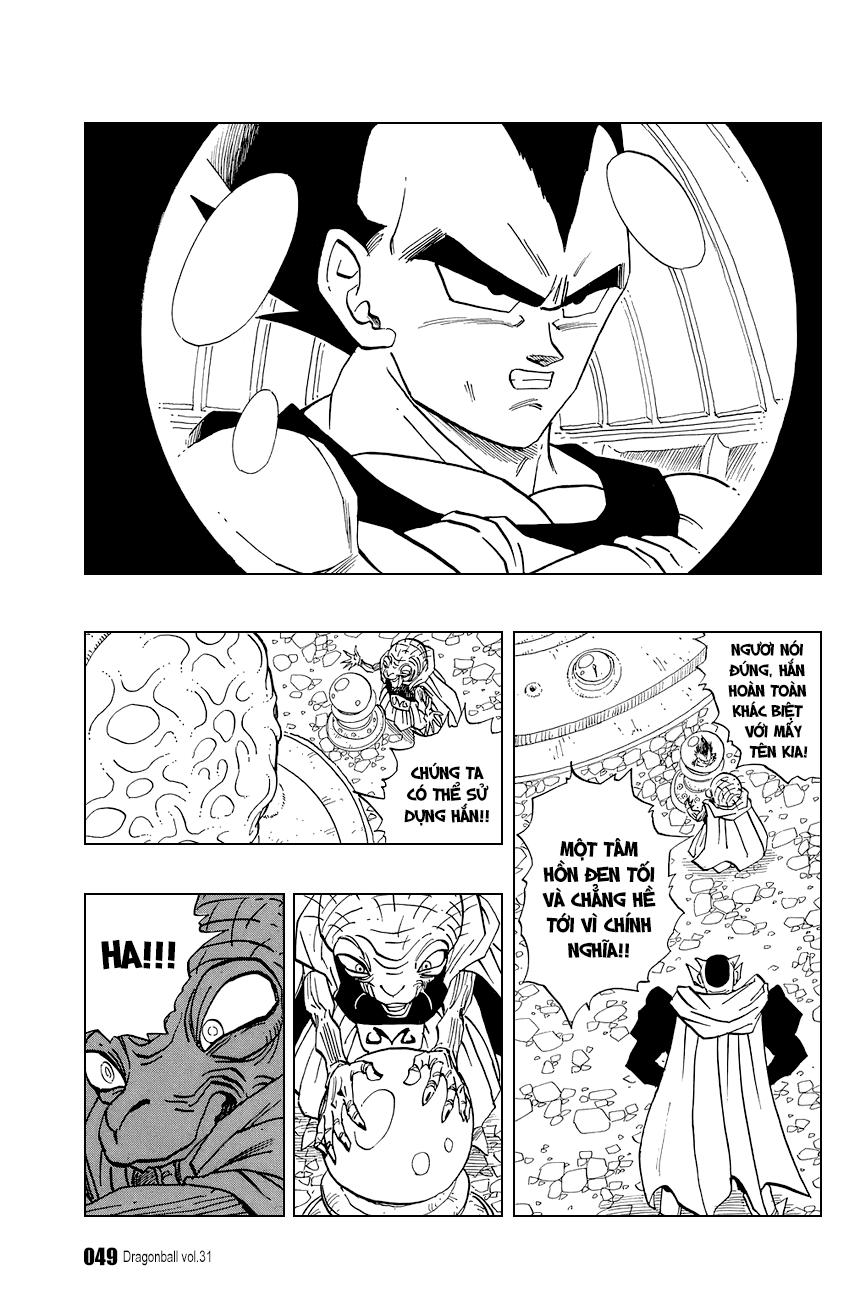 NGƯƠI NÓI
ĐÚNG, HẮN
HOÀN TOÀN
KHÁC BIỆT
VỚI MẤY
TÊN KIA!
MỘT TÂM
HỒN ĐEN TỐI
VÀ CHẲNG HỀ
TỚI VÌ CHÍNH
NGHĨA!!
CHÚNG TA
CÓ THỂ SỬ
DỤNG HẮN!!
HA!!!
049 Dragonball vol.31